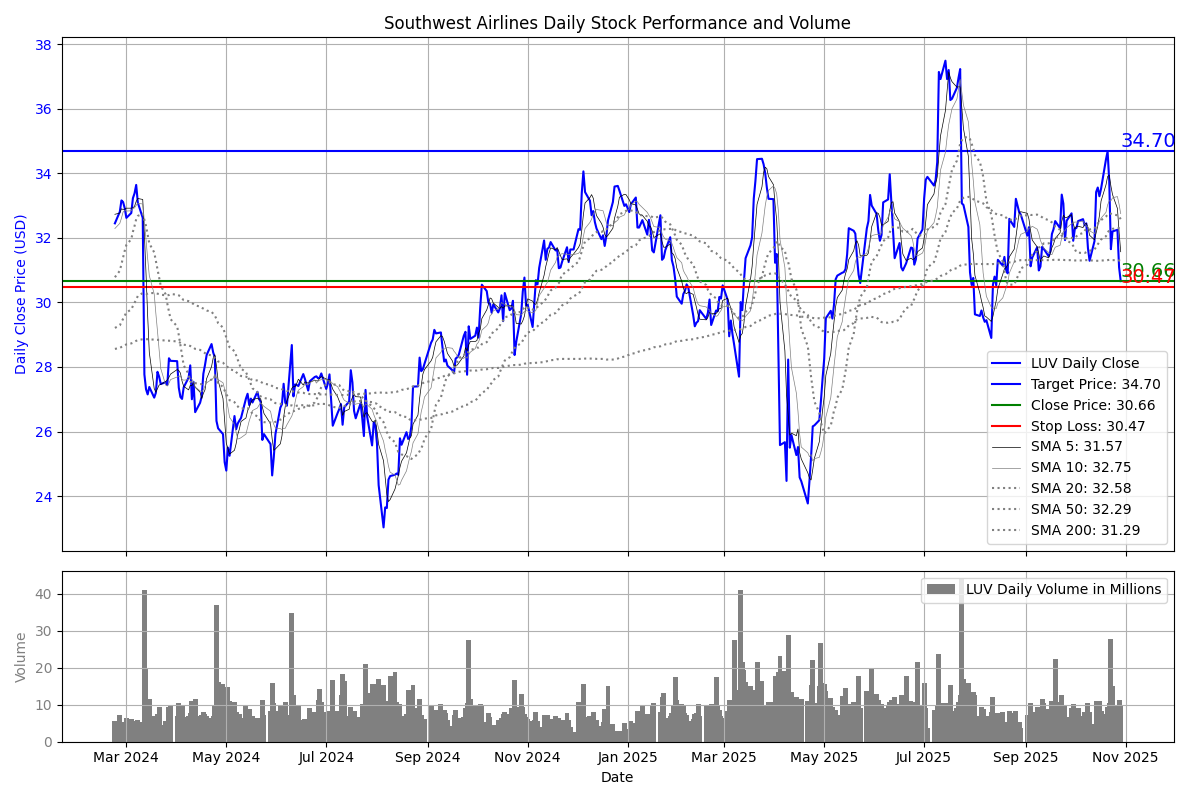 Southwest Airlines Daily Stock Performance and Volume
Daily Close Price (USD)
38
36
34
32
30
28
26
24
34.70
30.66
30.47
LUV Daily Close
Target Price: 34.70
Close Price: 30.66
Stop Loss: 30.47
SMA 5: 31.57
SMA 10: 32.75
SMA 20: 32.58
SMA 50: 32.29
SMA 200: 31.29
Volume
40
30
20
10
0
LUV Daily Volume in Millions
Mar 2024 May 2024 Jul 2024 Sep 2024 Nov 2024 Jan 2025 Mar 2025 May 2025 Jul 2025 Sep 2025 Nov 2025
Date